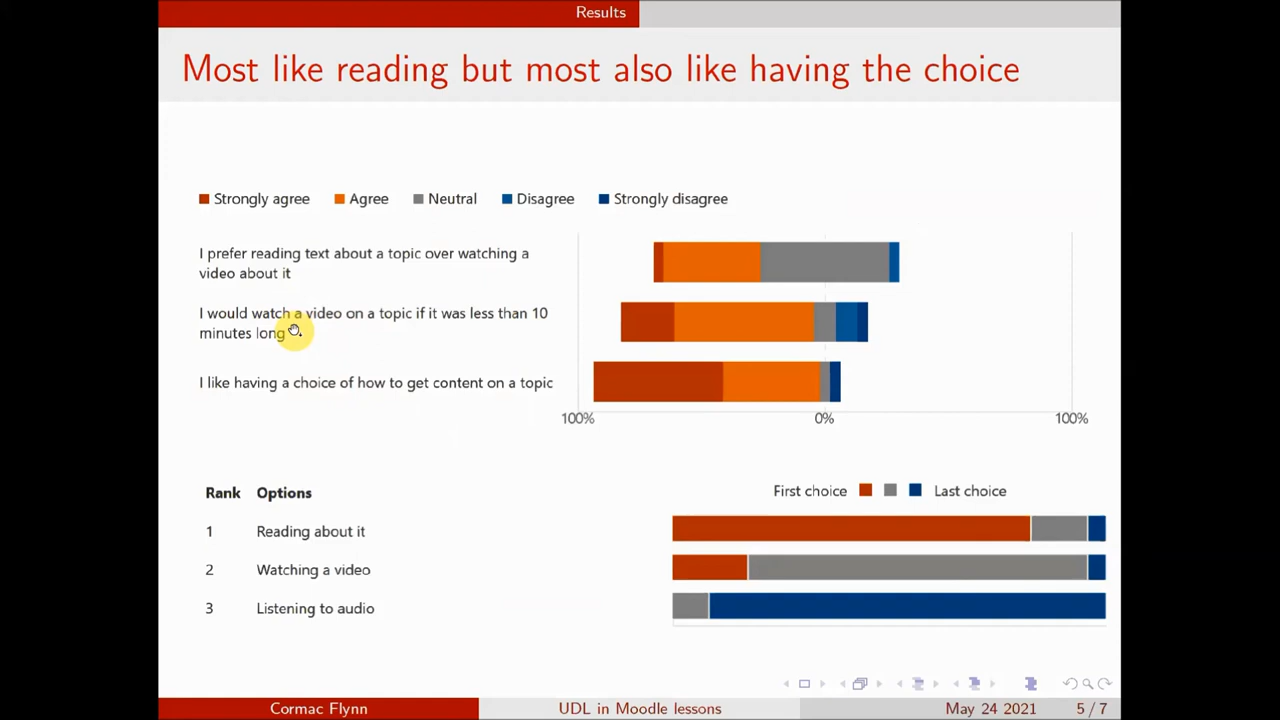 Results
Most like reading but most also like having the choice
Strongly agree Agree Neutral Disagree Strongly disagree
I prefer reading text about a topic over watching a
video about it
I would watch a video on a topic if it was less than 10
minutes long
I like having a choice of how to get content on a topic
100% 0% 100%
Rank Options First choice Last choice
1 Reading about it
2 Watching a video
3 Listening to audio
Cormac Flynn UDL in Moodle lessons May 24 2021 5 / 7